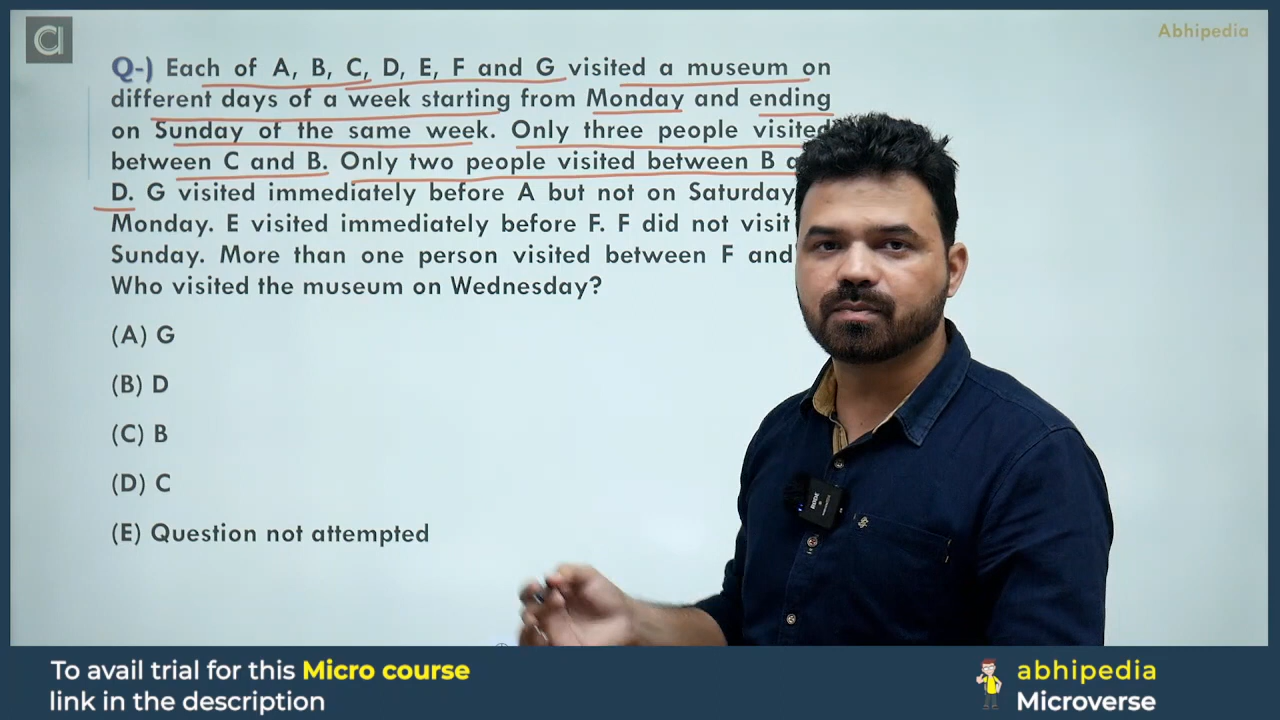 Abhipedia
Q-) Each of A, B, C, D, E, F and G visited a museum on
different days of a week starting from Monday and ending
on Sunday of the same week. Only three people visited
between C and B. Only two people visited between B
D. G visited immediately before A but not on Saturday
Monday. E visited immediately before F. F did not visit
Sunday. More than one person visited between F and
Who visited the museum on Wednesday?
(A) G
(B) D
(C) B
(D) C
(E) Question not attempted
To avail trial for this Micro course
link in the description
abhipedia
Microverse